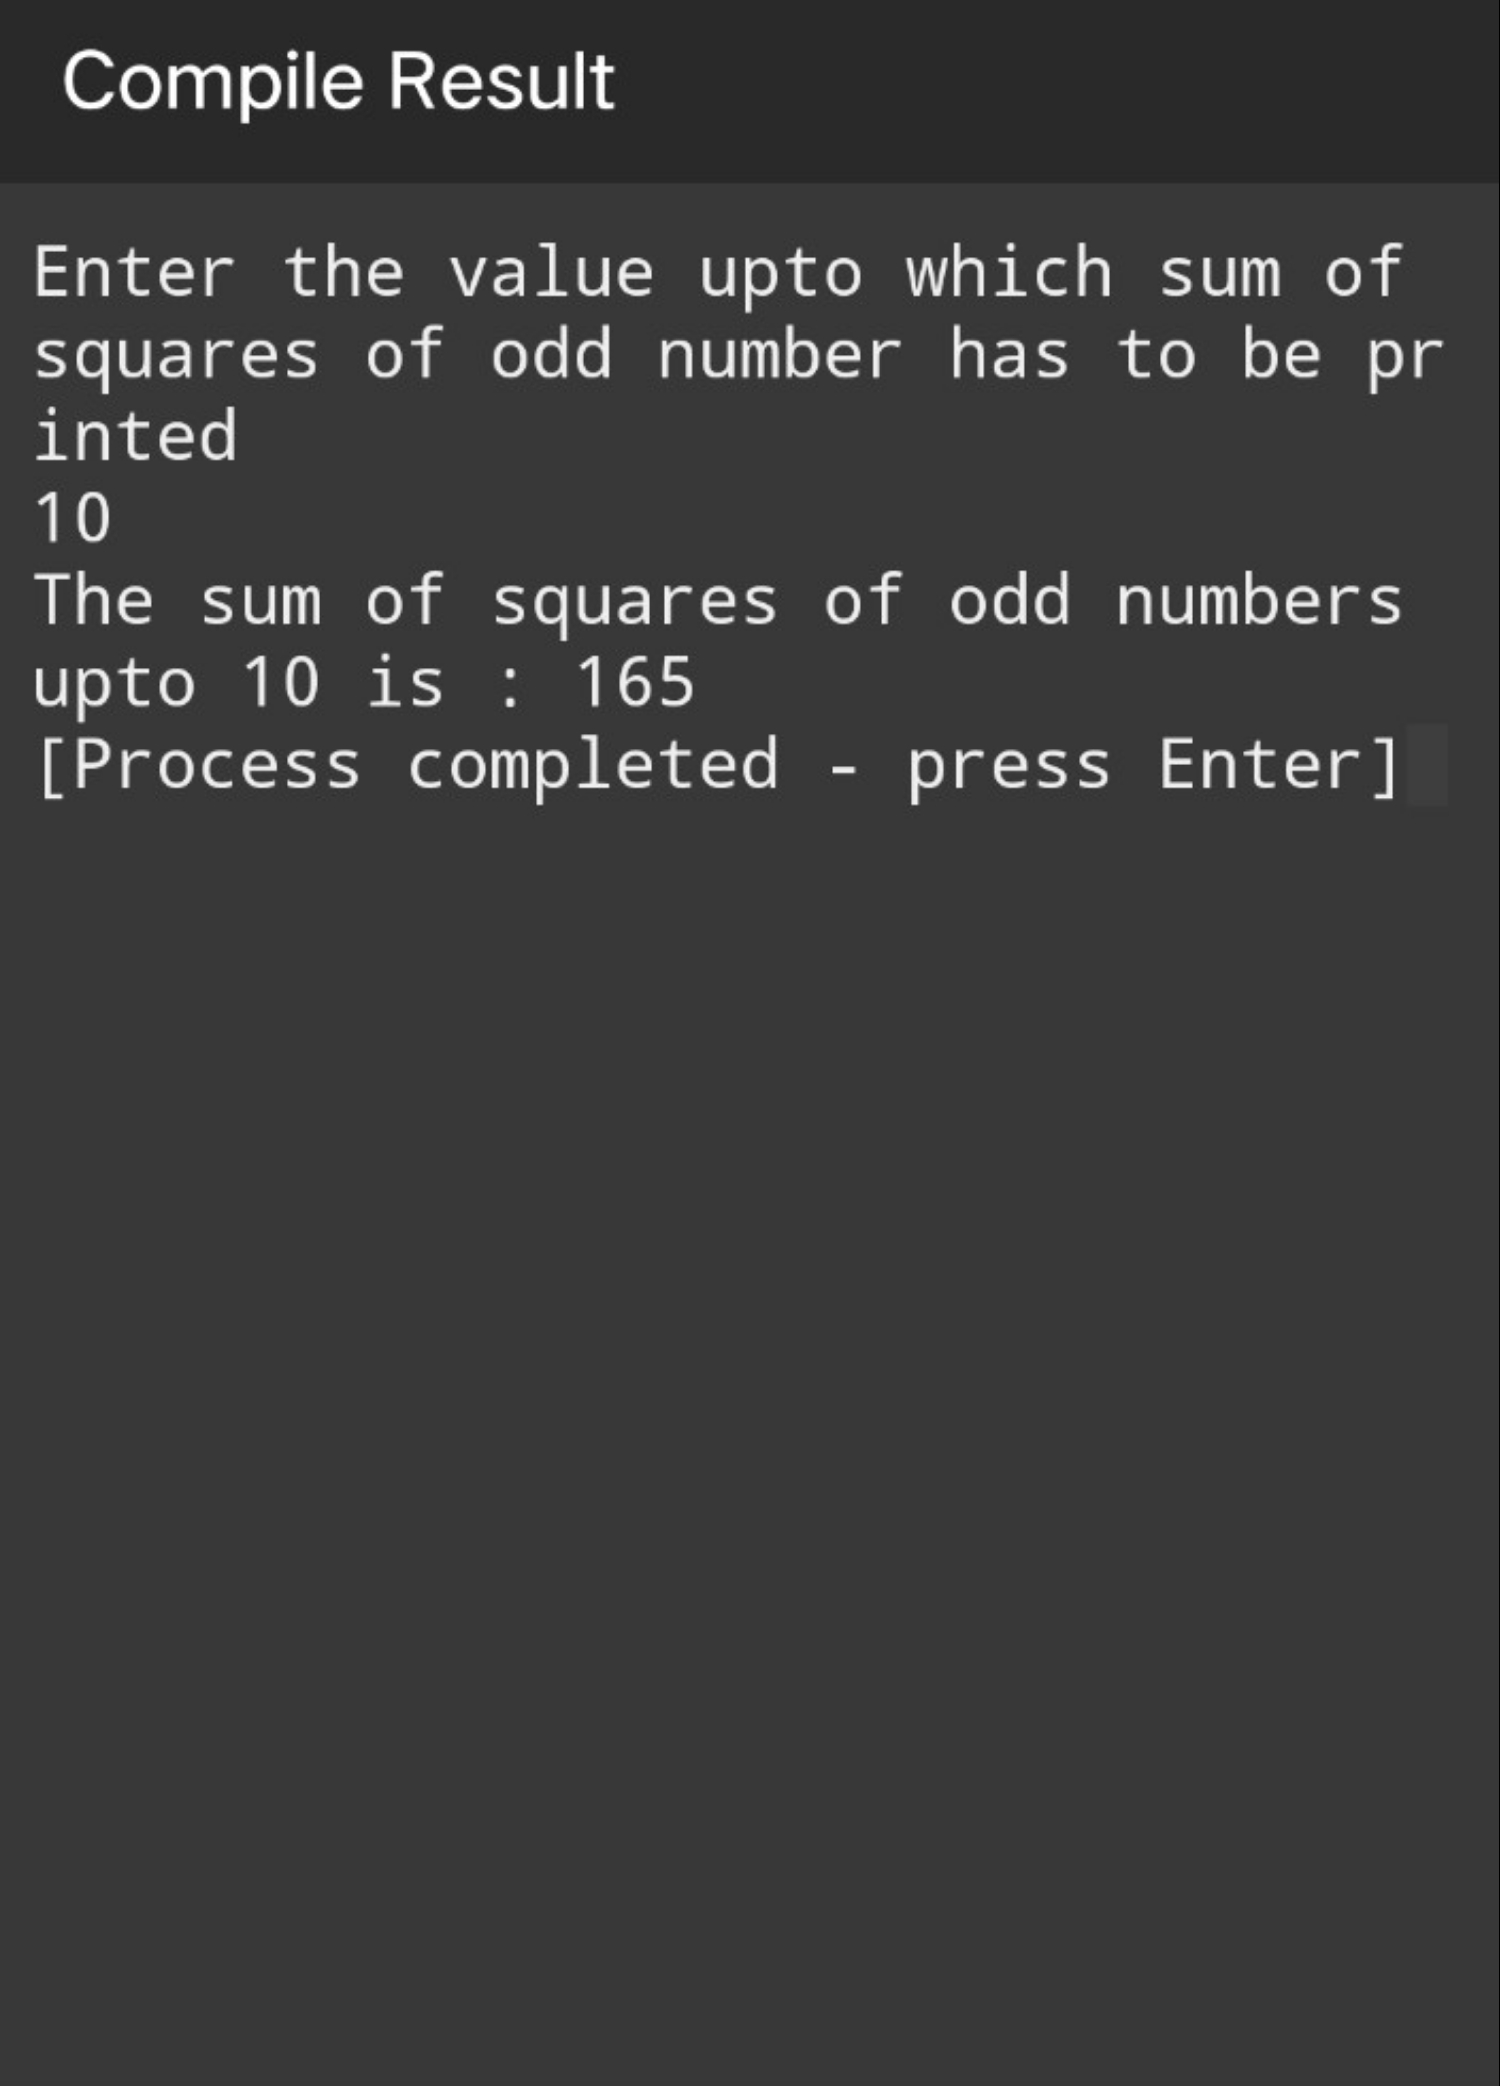 Compile Result
Enter the value upto which sum of
squares of odd number has to be pr
inted
10
The sum of squares of odd numbers
upto 10 is : 165
[Process completed - press Enter]